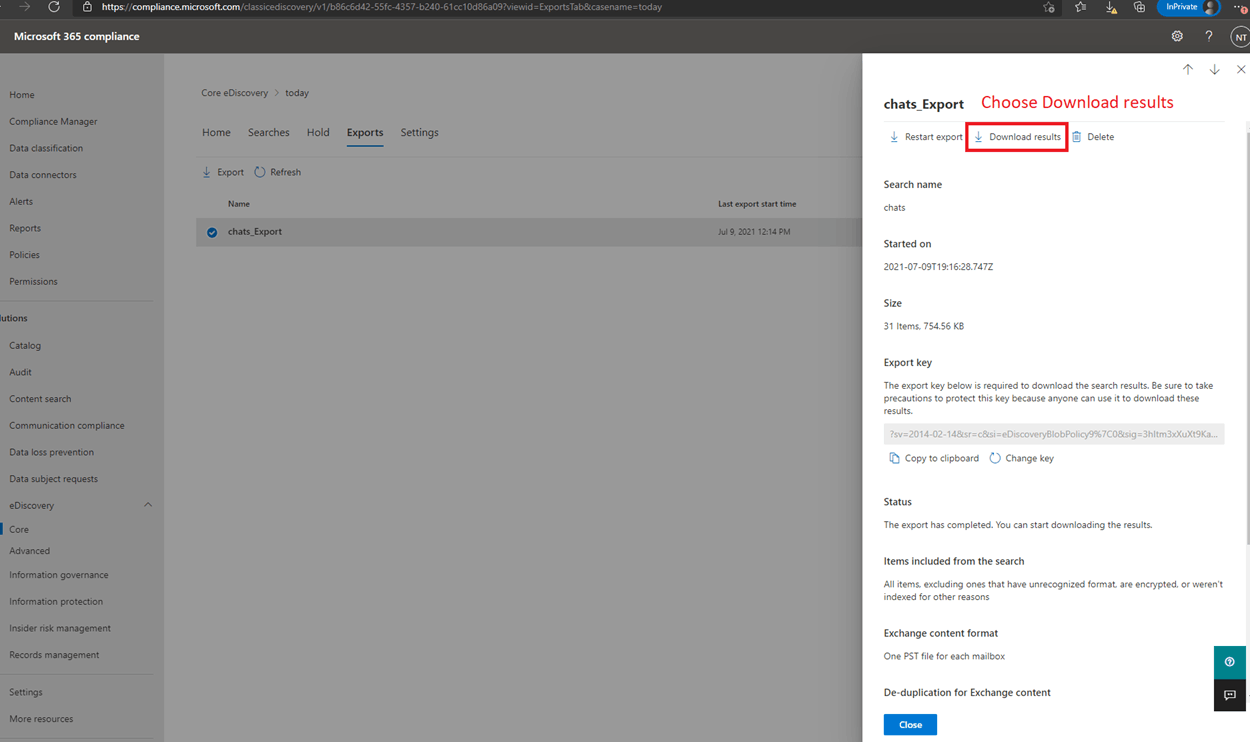 https://compliance.microsoft.com/classicediscovery/v1/b86c6d42-55fc-4357-b240-61cc10d86a09?viewid=ExportsTab&casename=today
InPrivate
Microsoft 365 compliance
NT
Home
Compliance Manager
Data classification
Data connectors
Alerts
Reports
Policies
Permissions
lutions
Catalog
Audit
Content search
Communication compliance
Data loss prevention
Data subject requests
eDiscovery
Core
Advanced
Information governance
Information protection
Insider risk management
Records management
Settings
More resources
Core eDiscovery > today
Home Searches Hold Exports Settings
Export Refresh
Name Last export start time
chats_Export Jul 9, 2021 12:14 PM
chats_Export Choose Download results
Restart export Download results Delete
Search name
chats
Started on
2021-07-09T19:16:28.747Z
Size
31 Items, 754.56 KB
Export key
The export key below is required to download the search results. Be sure to take
precautions to protect this key because anyone can use it to download these
results.
?sv=2014-02-14&sr=c&si=eDiscoveryBlobPolicy9%7C0&sig=3hItm3xXuXt9Ka...
Copy to clipboard Change key
Status
The export has completed. You can start downloading the results.
Items included from the search
All items, excluding ones that have unrecognized format, are encrypted, or weren't
indexed for other reasons
Exchange content format
One PST file for each mailbox
De-duplication for Exchange content
Close